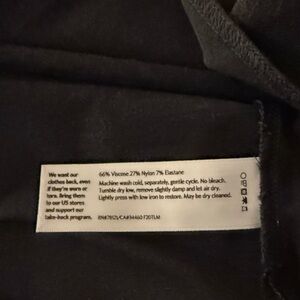 We want our
clothes back, even
if they're worn or
torn. Bring them
to our US stores
and support our
take-back program.
66% Viscose 27% Nylon 7% Elastane
Machine wash cold, separately, gentle cycle. No bleach.
Tumble dry low, remove slightly damp and let air dry.
Lightly press with low iron to restore. May be dry cleaned.